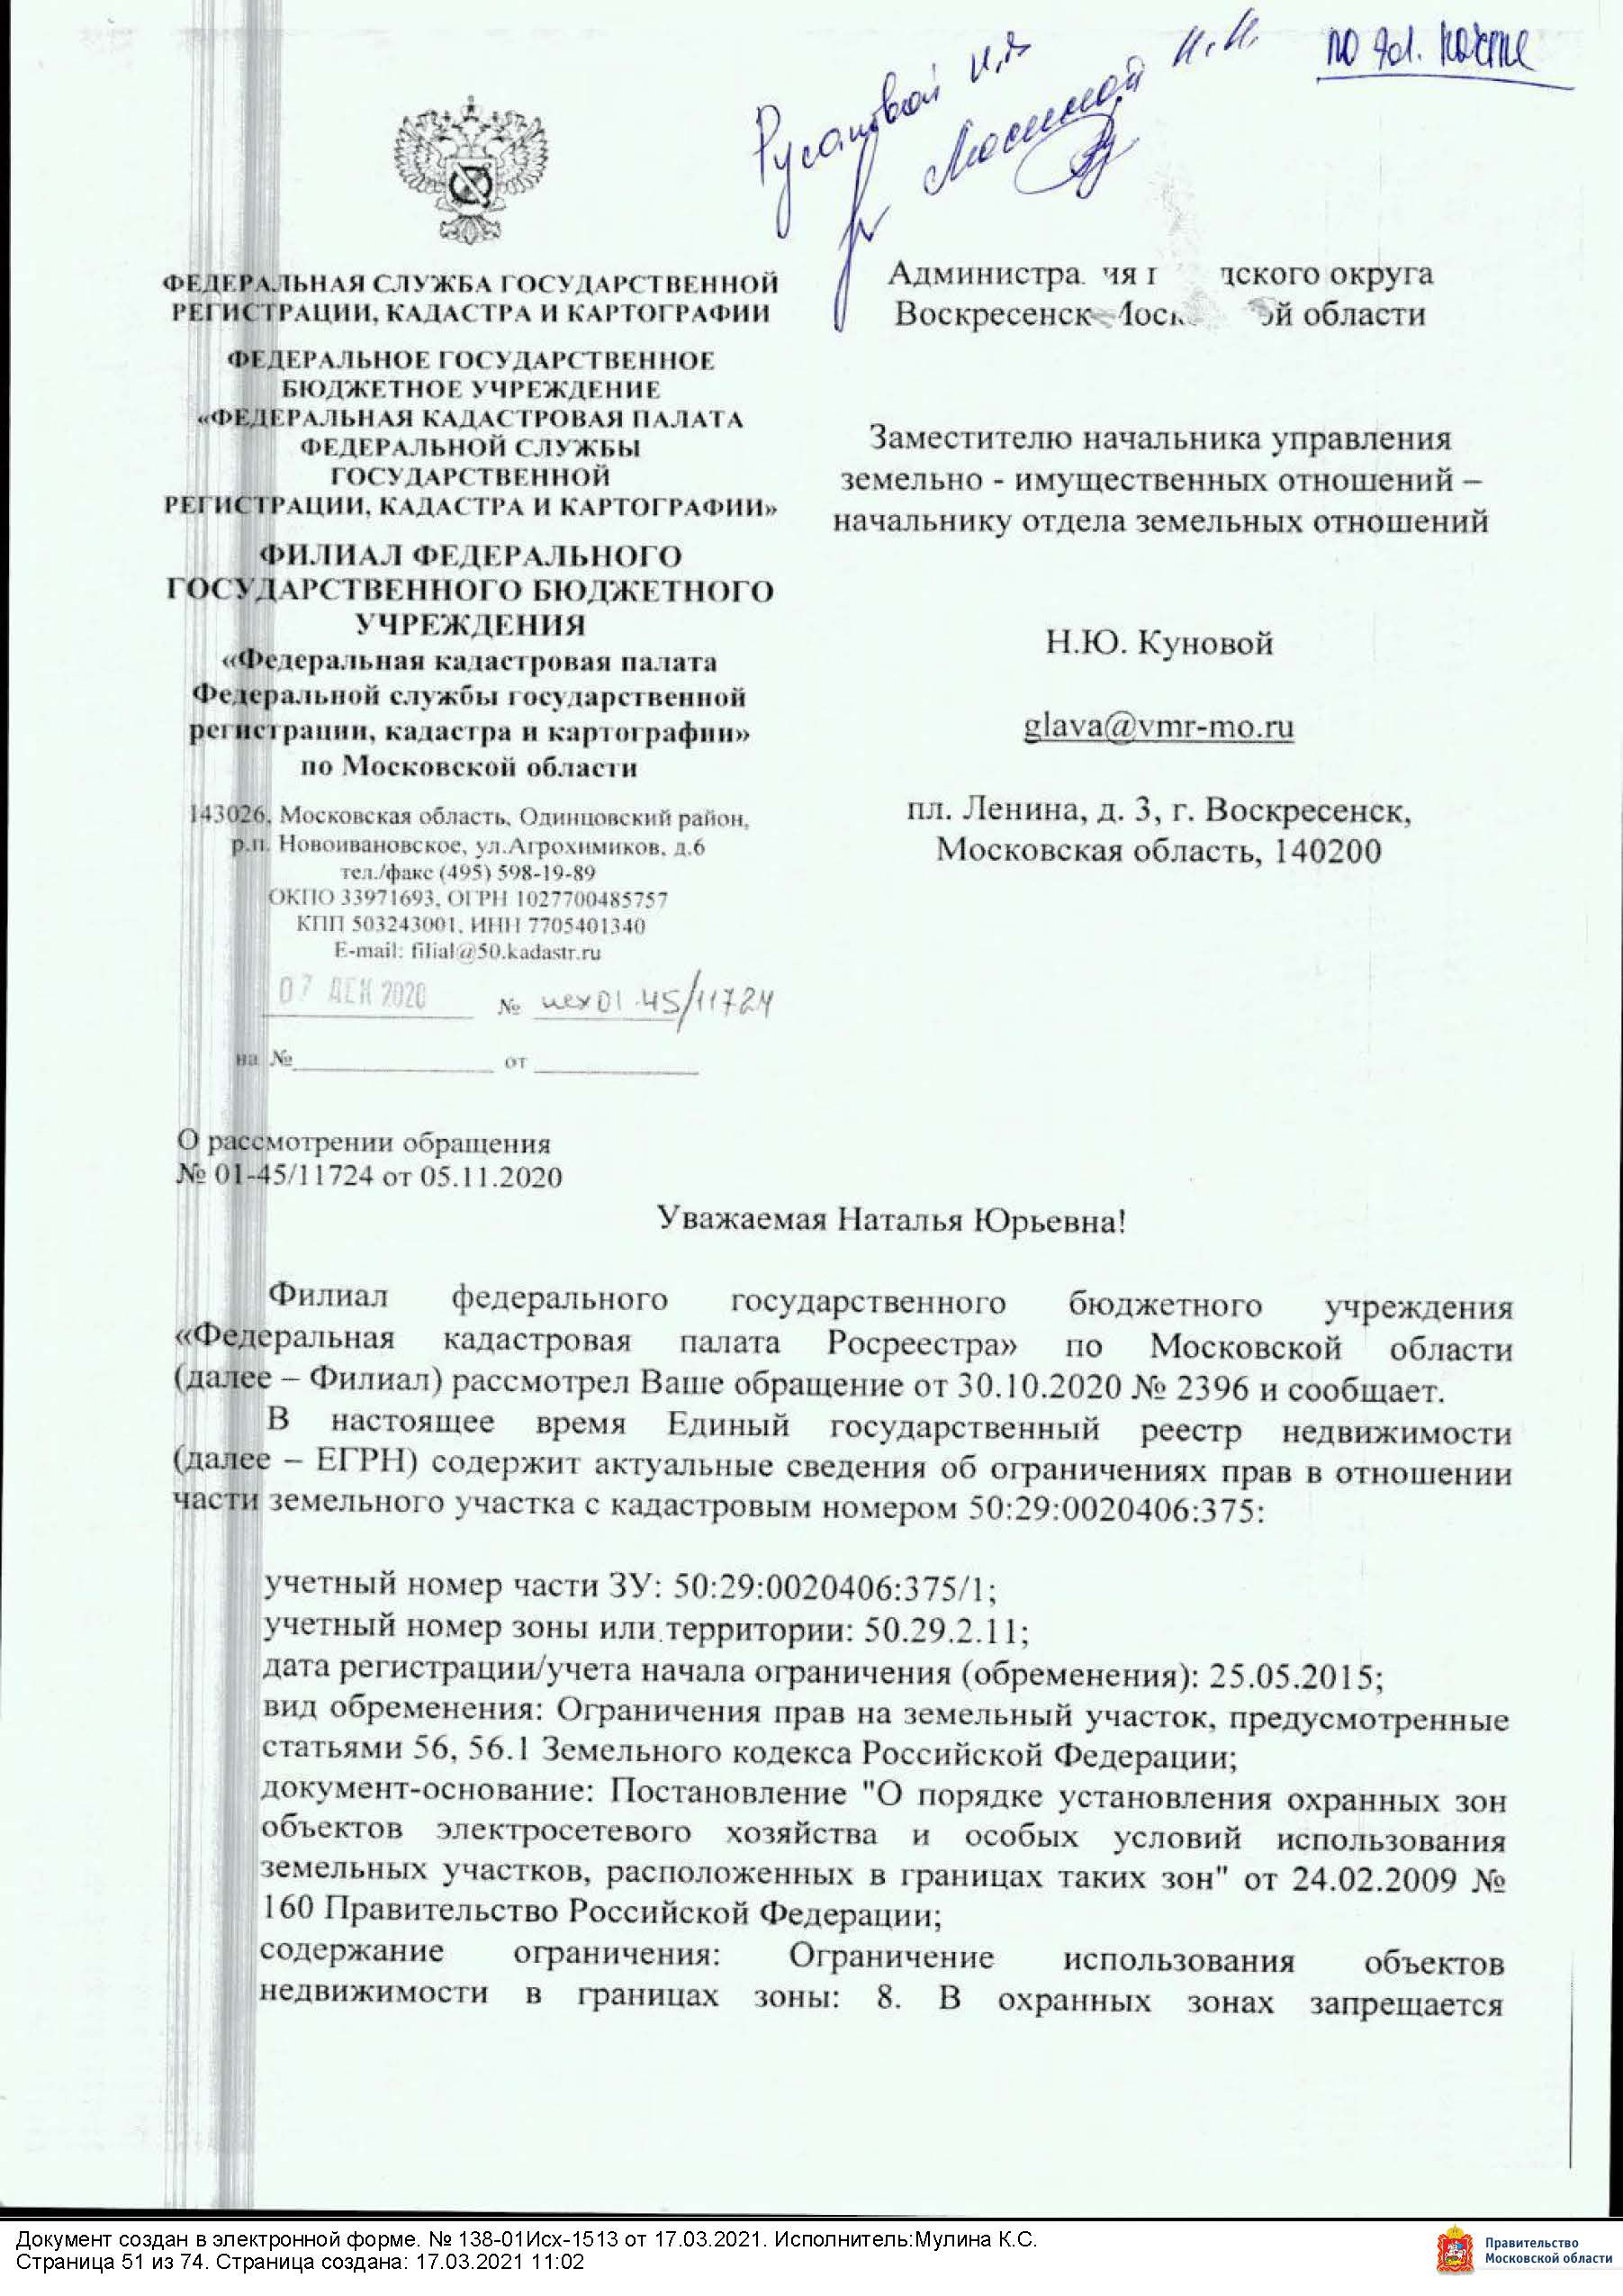 по эл. почте
ФЕДЕРАЛЬНАЯ СЛУЖБА ГОСУДАРСТВЕННОЙ
РЕГИСТРАЦИИ, КАДАСТРА И КАРТОГРАФИИ
ФЕДЕРАЛЬНОЕ ГОСУДАРСТВЕННОЕ
БЮДЖЕТНОЕ УЧРЕЖДЕНИЕ
«ФЕДЕРАЛЬНАЯ КАДАСТРОВАЯ ПАЛАТА
ФЕДЕРАЛЬНОЙ СЛУЖБЫ
ГОСУДАРСТВЕННОЙ
РЕГИСТРАЦИИ, КАДАСТРА И КАРТОГРАФИИ»
ФИЛИАЛ ФЕДЕРАЛЬНОГО
ГОСУДАРСТВЕННОГО БЮДЖЕТНОГО
УЧРЕЖДЕНИЯ
«Федеральная кадастровая палата
Федеральной службы государственной
регистрации, кадастра и картографии»
по Московской области
143026, Московская область, Одинцовский район,
р.п. Новоивановское, ул.Агрохимиков, д.6
тел./факс (495) 598-19-89
ОКПО 33971693, ОГРН 1027700485757
КПП 503243001, ИНН 7705401340
E-mail: filial@50.kadastr.ru
07 ДЕК 2020 № исх01-45/11724
на № от
округа
Воскресенск области
Заместителю начальника управления
земельно - имущественных отношений –
начальнику отдела земельных отношений
Н.Ю. Куновой
glava@vmr-mo.ru
пл. Ленина, д. 3, г. Воскресенск,
Московская область, 140200
О рассмотрении обращения
№ 01-45/11724 от 05.11.2020
Уважаемая Наталья Юрьевна!
Филиал федерального государственного бюджетного учреждения
«Федеральная кадастровая палата Росреестра» по Московской области
(далее – Филиал) рассмотрел Ваше обращение от 30.10.2020 № 2396 и сообщает.
В настоящее время Единый государственный реестр недвижимости
(далее – ЕГРН) содержит актуальные сведения об ограничениях прав в отношении
части земельного участка с кадастровым номером 50:29:0020406:375:
учетный номер части ЗУ: 50:29:0020406:375/1;
учетный номер зоны или территории: 50.29.2.11;
дата регистрации/учета начала ограничения (обременения): 25.05.2015;
вид обременения: Ограничения прав на земельный участок, предусмотренные
статьями 56, 56.1 Земельного кодекса Российской Федерации;
документ-основание: Постановление "О порядке установления охранных зон
объектов электросетевого хозяйства и особых условий использования
земельных участков, расположенных в границах таких зон" от 24.02.2009 №
160 Правительство Российской Федерации;
содержание ограничения: Ограничение использования объектов
недвижимости в границах зоны: 8. В охранных зонах запрещается
Документ создан в электронной форме. № 138-01Исх-1513 от 17.03.2021. Исполнитель:Мулина К.С.
Страница 51 из 74. Страница создана: 17.03.2021 11:02
Правительство
Московской области